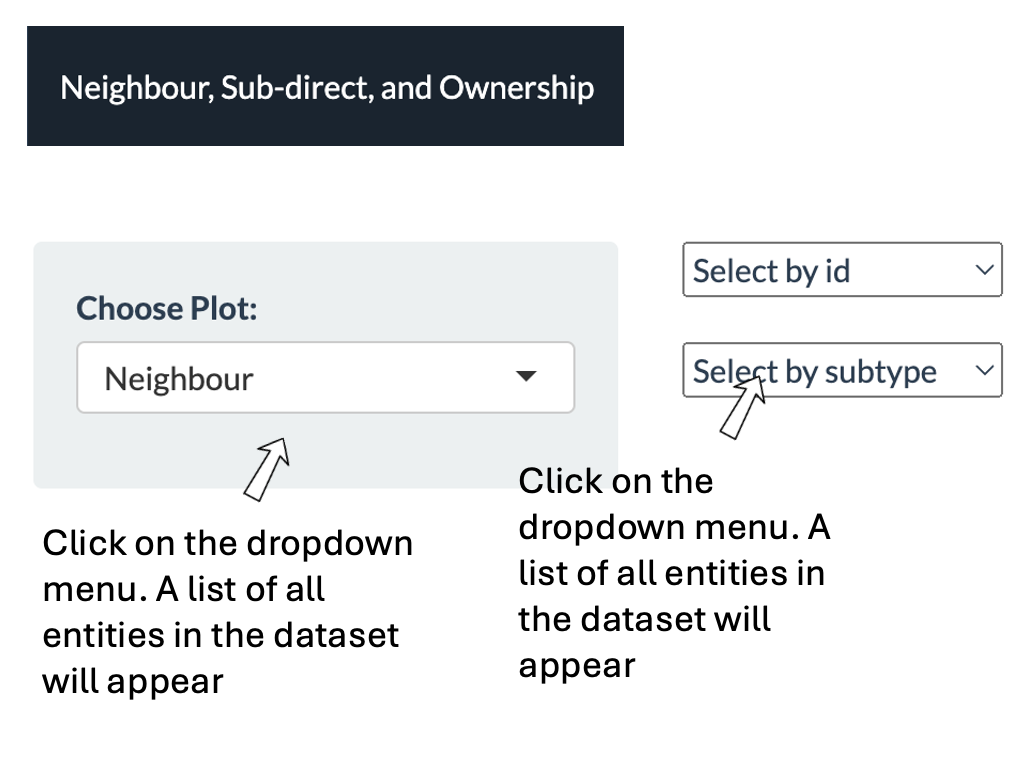 Neighbour, Sub-direct, and Ownership
Choose Plot:
Neighbour
Select by id
Select by subtype
Click on the dropdown
menu. A list of all
entities in the dataset
will appear
Click on the
dropdown menu. A
list of all entities in
the dataset will
appear